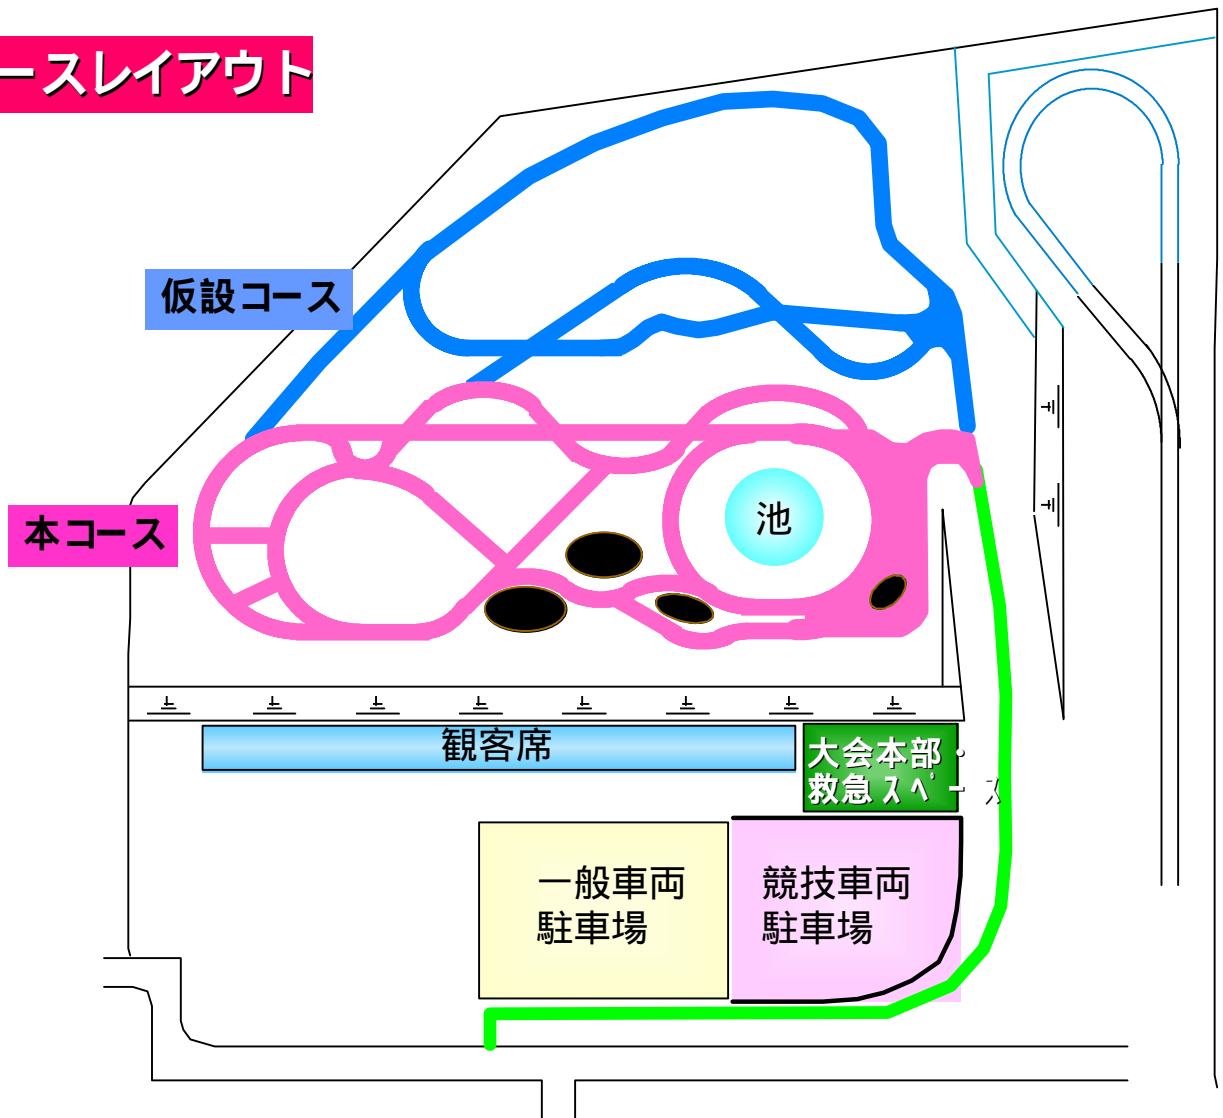 ースレイアウト
仮設コース
本コース
池
観客席
大会本部・
救急スペース
一般車両
駐車場
競技車両
駐車場